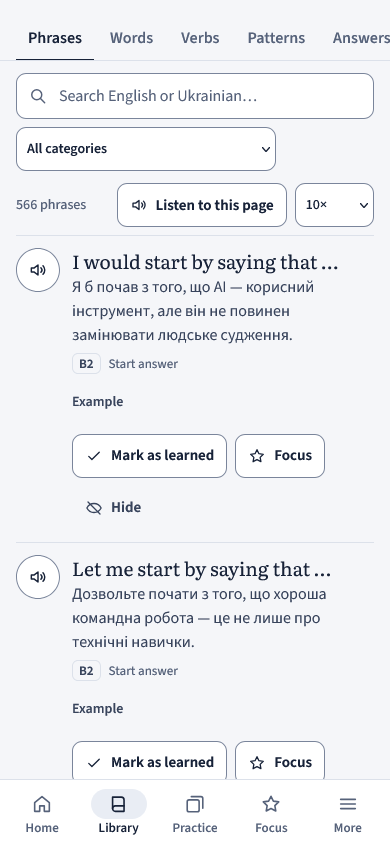 Phrases Words Verbs Patterns Answers
Search English or Ukrainian…
All categories
566 phrases Listen to this page 10×
I would start by saying that …
Я б почав з того, що AI — корисний
інструмент, але він не повинен
замінювати людське судження.
B2 Start answer
Example
Mark as learned Focus
Hide
Let me start by saying that …
Дозвольте почати з того, що хороша
командна робота — це не лише про
технічні навички.
B2 Start answer
Example
Mark as learned Focus
Home Library Practice Focus More